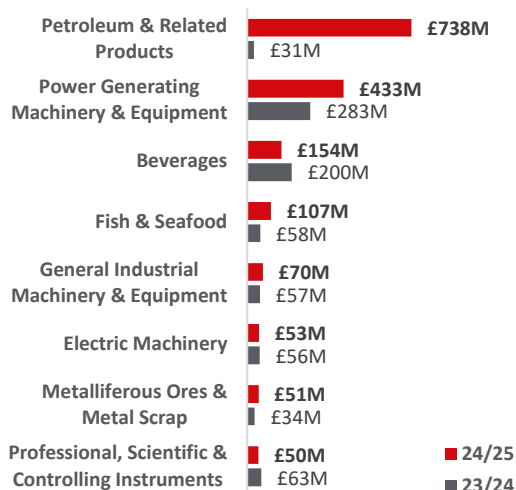 Petroleum & Related
Products
£738M
£31M
Power Generating
Machinery & Equipment
£433M
£283M
Beverages
£154M
£200M
Fish & Seafood
£107M
£58M
General Industrial
Machinery & Equipment
£70M
£57M
Electric Machinery
£53M
£56M
Metalliferous Ores &
Metal Scrap
£51M
£34M
Professional, Scientific &
Controlling Instruments
£50M
£63M
24/25
23/24